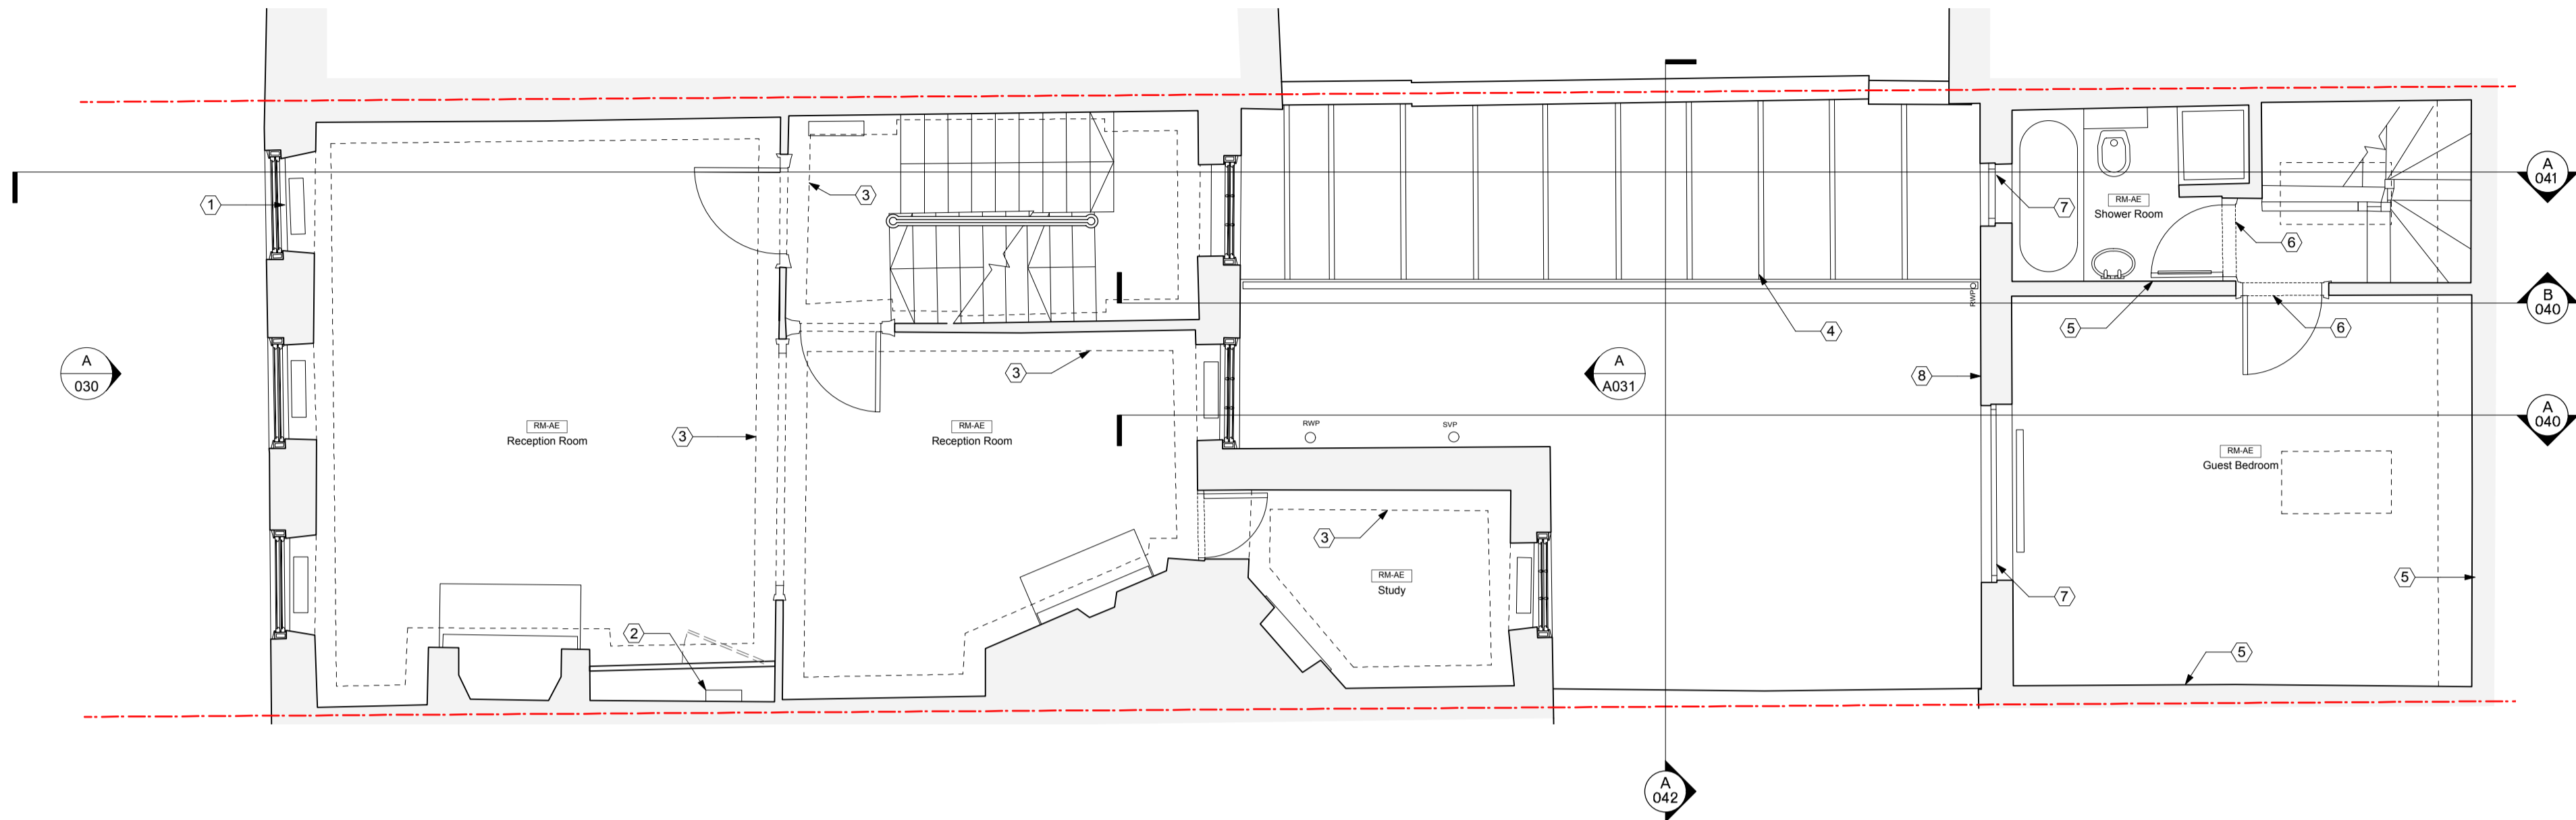 A
041
1
3
7
RM-AE
Shower Room
6
RWP
B
040
5
6
4
3
A
030
A
A031
8
A
040
RWP
SVP
RM-AE
Reception Room
3
RM-AE
Reception Room
RM-AE
Guest Bedroom
3
RM-AE
Study
5
7
2
5
A
042